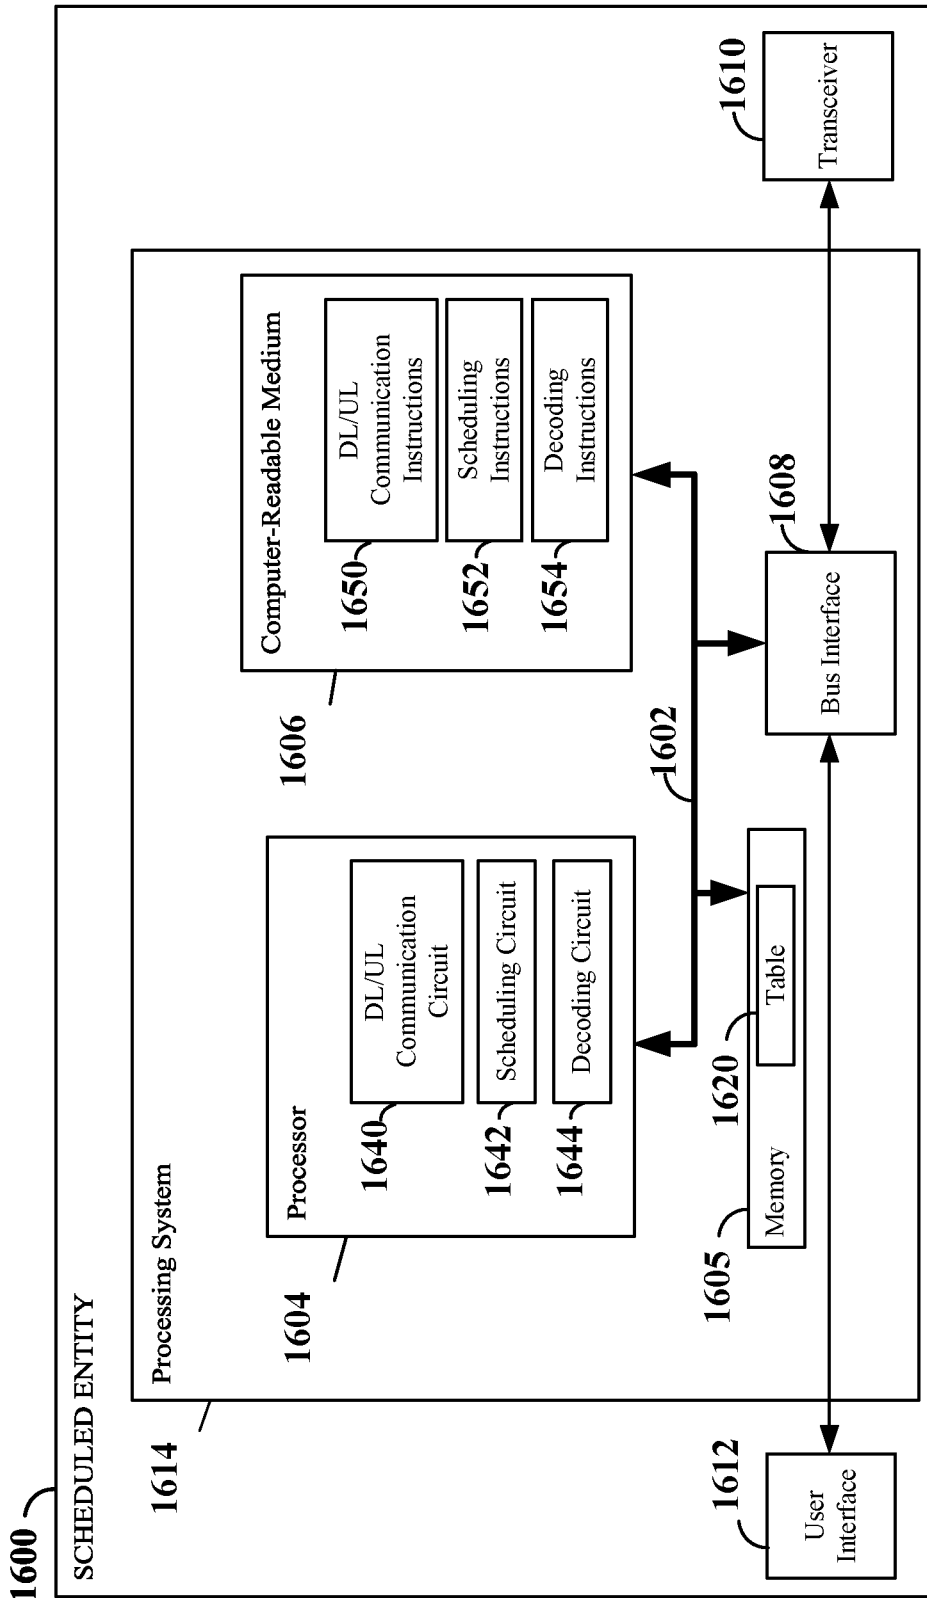 1600
SCHEDULED ENTITY
1614
Processing System
1604
Processor
1640
DL/UL
Communication
Circuit
1642
Scheduling Circuit
1644
Decoding Circuit
1606
Computer-Readable Medium
1650
DL/UL
Communication
Instructions
1652
Scheduling
Instructions
1654
Decoding
Instructions
1602
1605
Memory
1620
Table
1608
Bus Interface
1612
User
Interface
1610
Transceiver